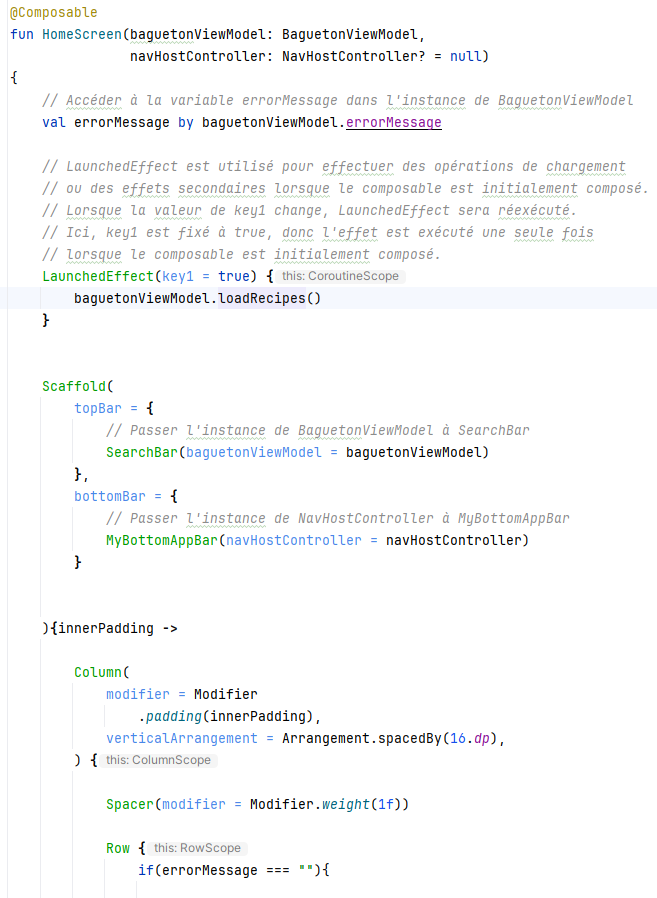 @Composable
fun HomeScreen(baguetonViewModel: BaguetonViewModel,
               navHostController: NavHostController? = null)
{
    // Accéder à la variable errorMessage dans l'instance de BaguetonViewModel
    val errorMessage by baguetonViewModel.errorMessage

    // LaunchedEffect est utilisé pour effectuer des opérations de chargement
    // ou des effets secondaires lorsque le composable est initialement composé.
    // Lorsque la valeur de key1 change, LaunchedEffect sera réexécuté.
    // Ici, key1 est fixé à true, donc l'effet est exécuté une seule fois
    // lorsque le composable est initialement composé.
    LaunchedEffect(key1 = true) { this: CoroutineScope
        baguetonViewModel.loadRecipes()
    }

    Scaffold(
        topBar = {
            // Passer l'instance de BaguetonViewModel à SearchBar
            SearchBar(baguetonViewModel = baguetonViewModel)
        },
        bottomBar = {
            // Passer l'instance de NavHostController à MyBottomAppBar
            MyBottomAppBar(navHostController = navHostController)
        }

    ){innerPadding ->

        Column(
            modifier = Modifier
                .padding(innerPadding),
            verticalArrangement = Arrangement.spacedBy(16.dp),
        ) { this: ColumnScope

            Spacer(modifier = Modifier.weight(1f))

            Row { this: RowScope
                if(errorMessage === ""){